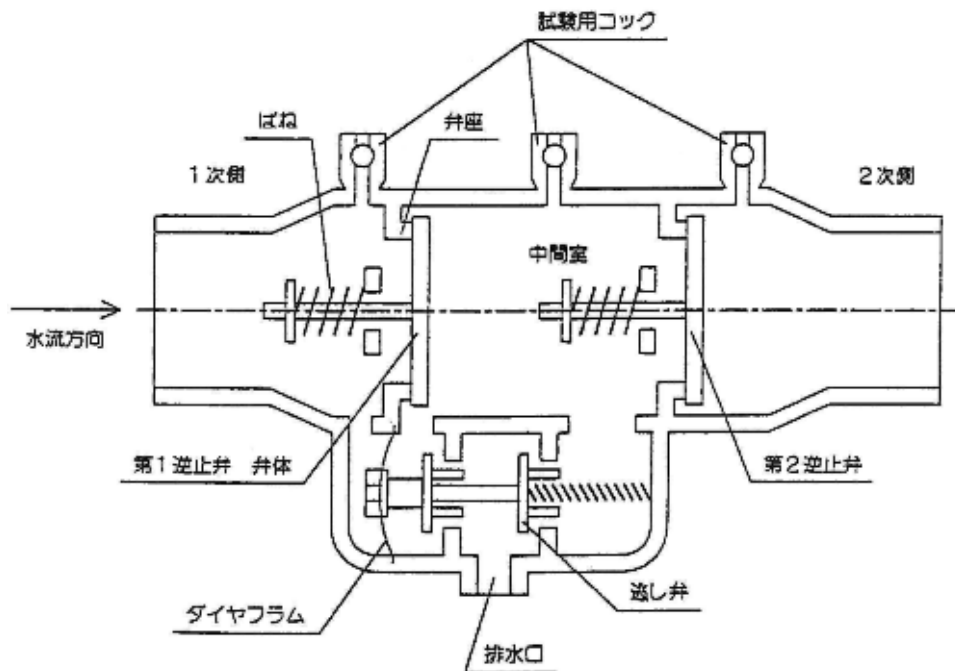 試験用コック
ばね
弁座
1次側
2次側
中間室
水流方向
第1逆止弁 弁体
第2逆止弁
ダイヤフラム
逃し弁
排水口